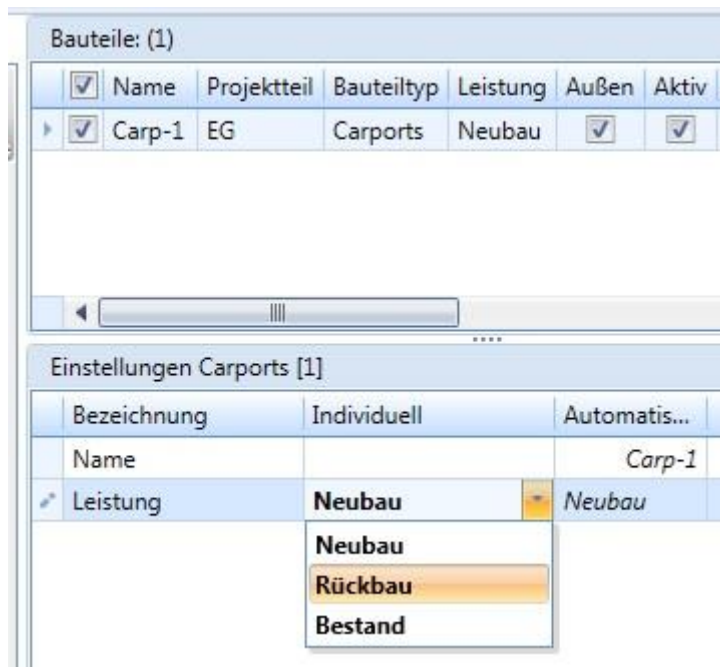 Bauteile: (1)
Name Projektteil Bauteiltyp Leistung Außen Aktiv
Carp-1 EG Carports Neubau
Einstellungen Carports [1]
Bezeichnung Individuell Automatis...
Name Carp-1
Leistung Neubau Neubau
Neubau
Rückbau
Bestand